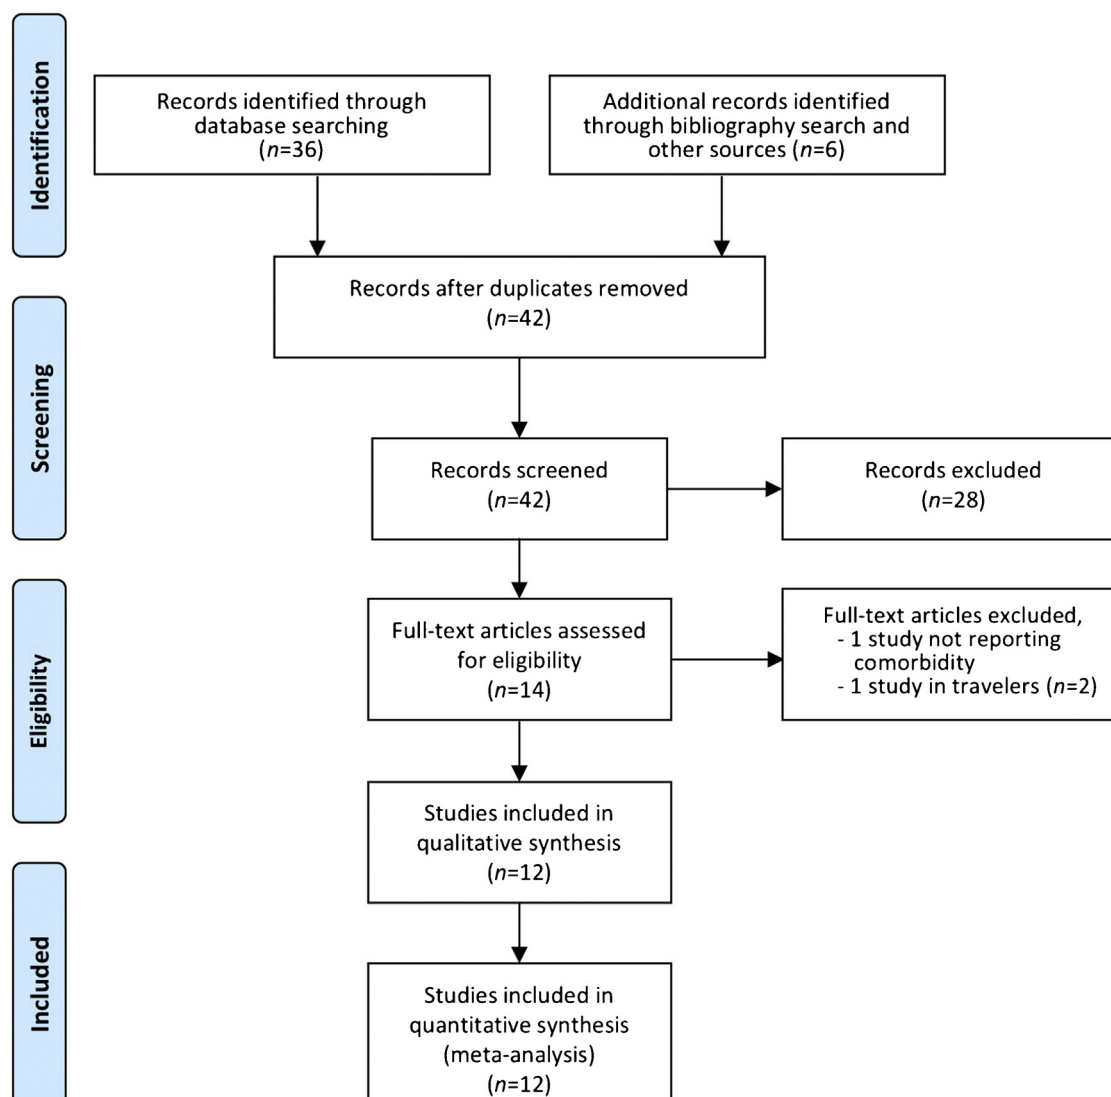 Identification
Records identified through
database searching
(n=36)
Additional records identified
through bibliography search and
other sources (n=6)
Records after duplicates removed
(n=42)
Screening
Records screened
(n=42)
Records excluded
(n=28)
Eligibility
Full-text articles assessed
for eligibility
(n=14)
Full-text articles excluded,
- 1 study not reporting
comorbidity
- 1 study in travelers (n=2)
Studies included in
qualitative synthesis
(n=12)
Included
Studies included in
quantitative synthesis
(meta-analysis)
(n=12)